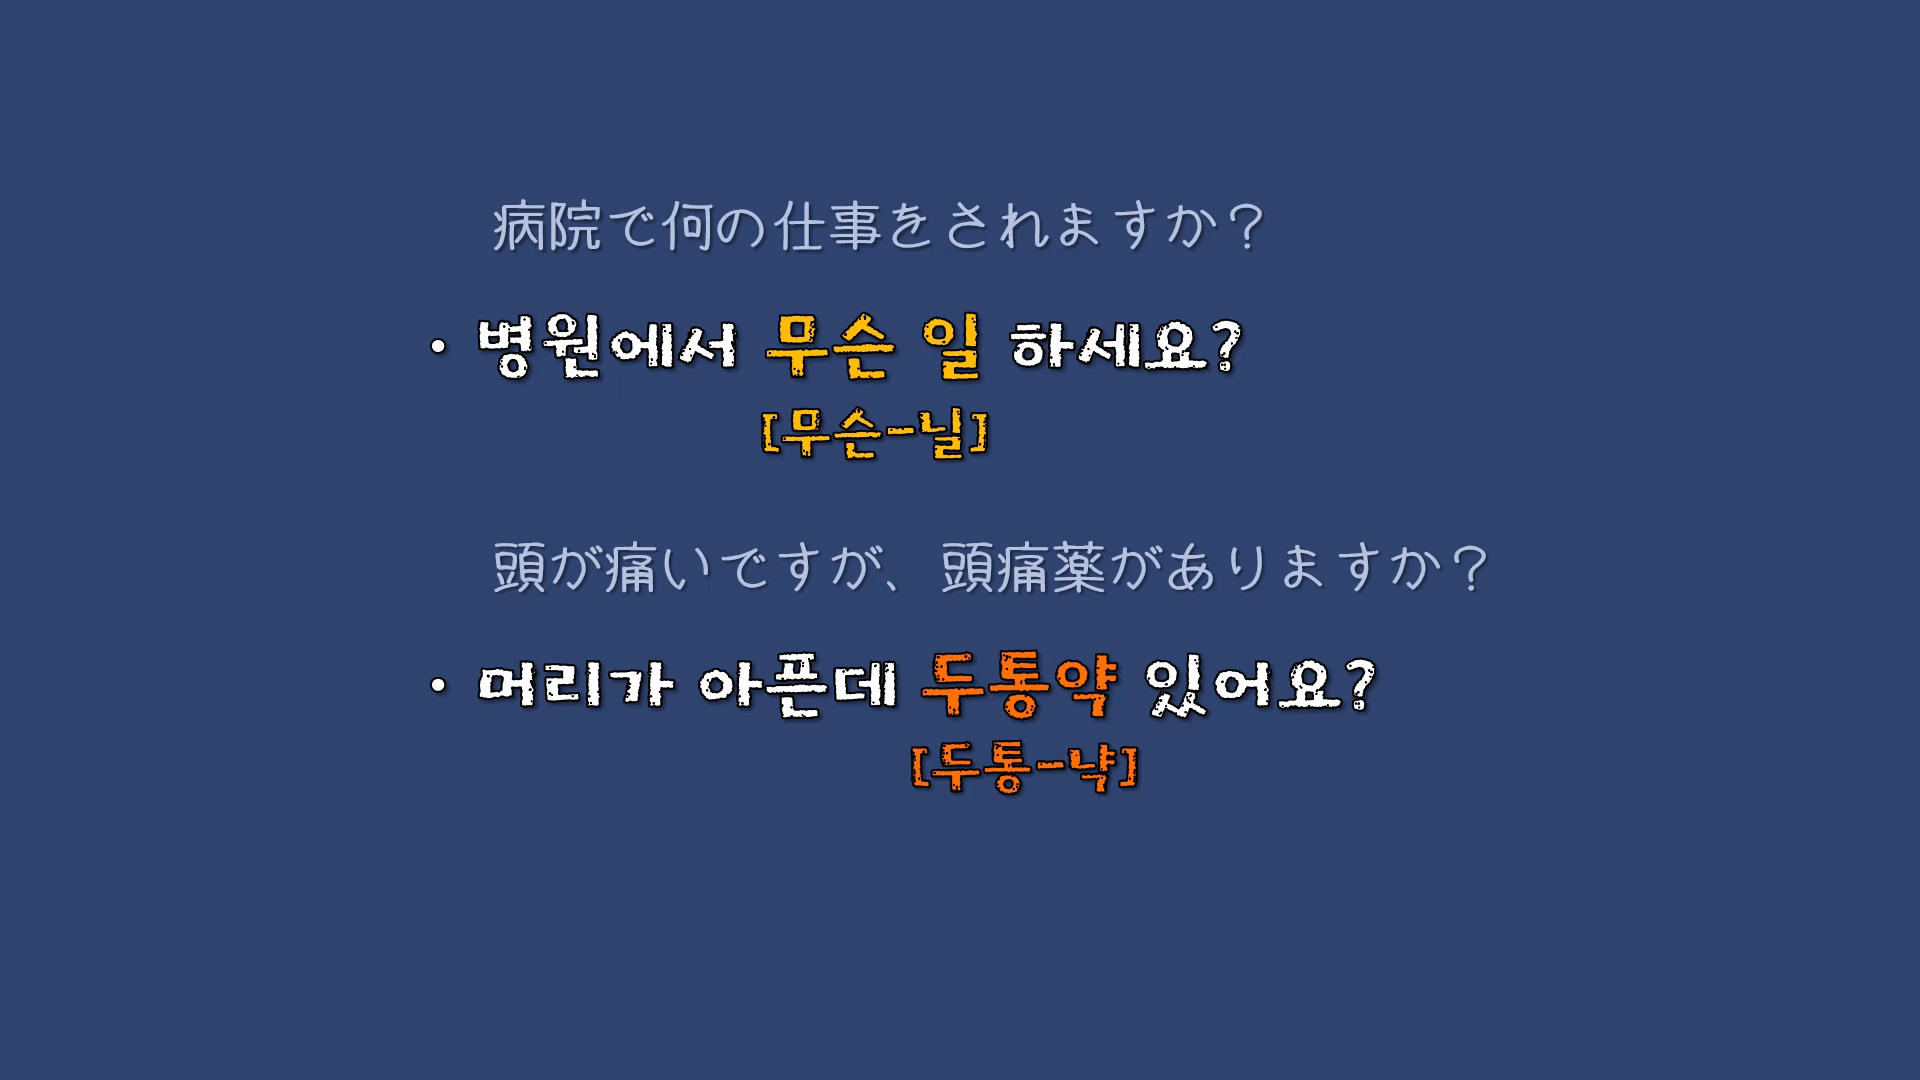 病院で何の仕事をされますか？
• 병원에서 무슨 일 하세요?
[무슨-닐]
頭が痛いですが、頭痛薬がありますか？
• 머리가 아픈데 두통약 있어요?
[두통-냑]